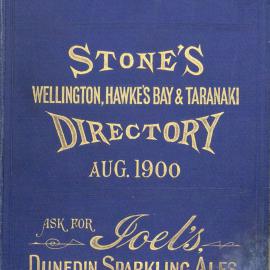 STONE'S
WELLINGTON, HAWKE'S BAY & TARANAKI
DIRECTORY
AUG. 1900
ASK FOR Joel's
DUNEDIN SPARKLING ALES